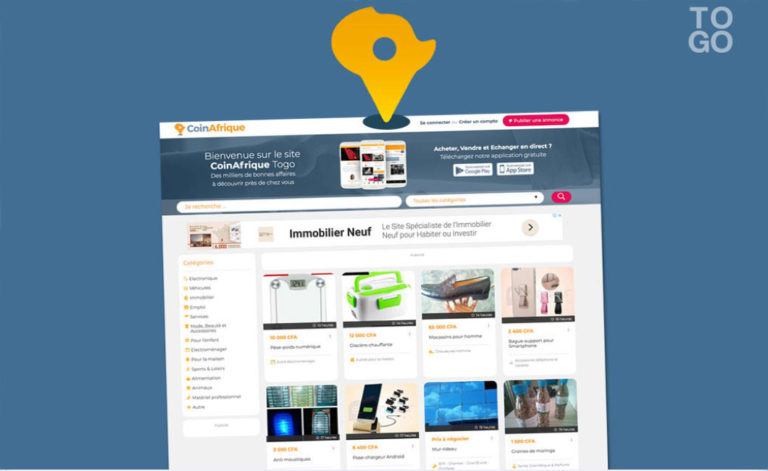 TO
GO
CoinAfrique
Se connecter ou Créer un compte
Publier une annonce
Bienvenue sur le site
CoinAfrique Togo
Des milliers de bonnes affaires
à découvrir près de chez vous
Acheter, Vendre et Echanger en direct ?
Téléchargez notre application gratuite
Google Play
App Store
Je recherche ...
Toutes les catégories
Immobilier Neuf
Le Site Spécialiste de l'Immobilier
Neuf pour Habiter ou Investir
Publicité
Catégories
Electronique
Véhicules
Immobilier
Emploi
Services
Mode, Beauté et
Accessoires
Pour l'enfant
Electroménager
Pour la maison
Sports & Loisirs
Alimentation
Animaux
Matériel professionnel
Autre
Publicité
10 000 CFA
Pèse-poids numérique
12 000 CFA
Glacière chauffante
Mocassins pour homme
2 400 CFA
Bague support pour
Smartphone
3 000 CFA
Anti moustiques
8 400 CFA
Pose-chargeur Android
Prix à négocier
Mur-rideau
1 500 CFA
Graines de moringa